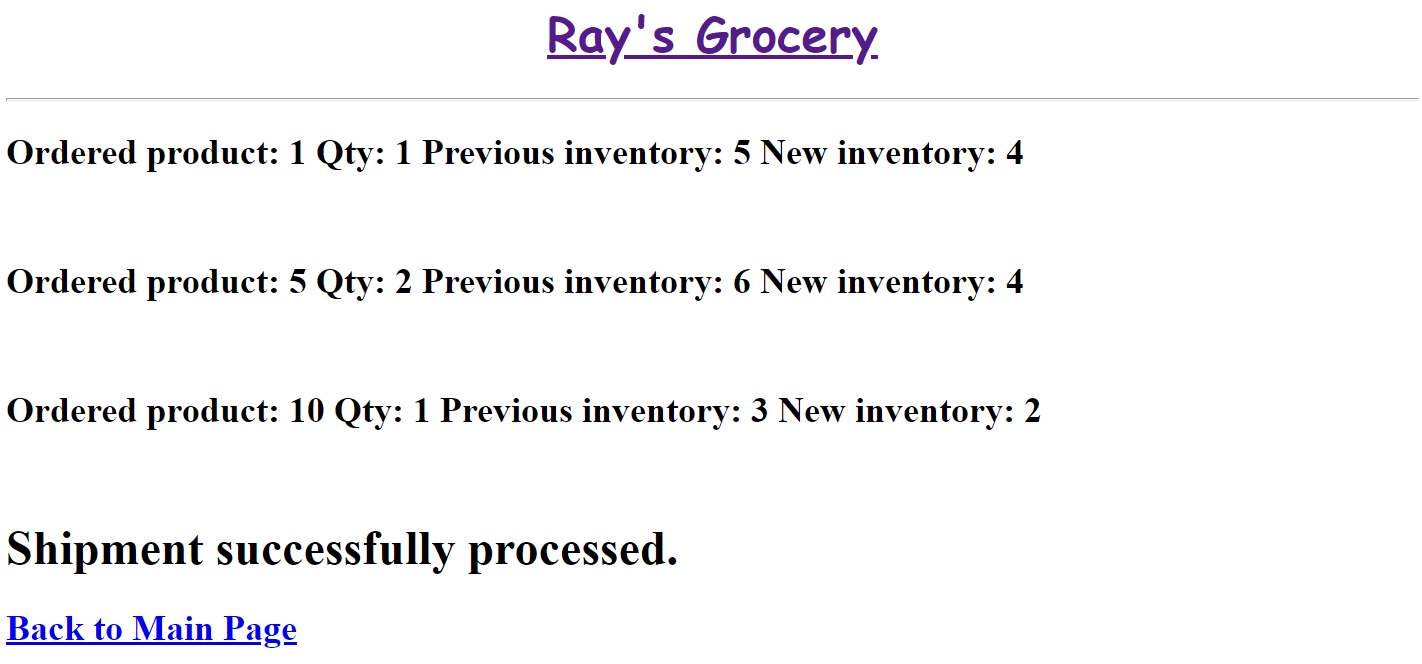 Ray's Grocery
Ordered product: 1 Qty: 1 Previous inventory: 5 New inventory: 4
Ordered product: 5 Qty: 2 Previous inventory: 6 New inventory: 4
Ordered product: 10 Qty: 1 Previous inventory: 3 New inventory: 2
Shipment successfully processed.
Back to Main Page